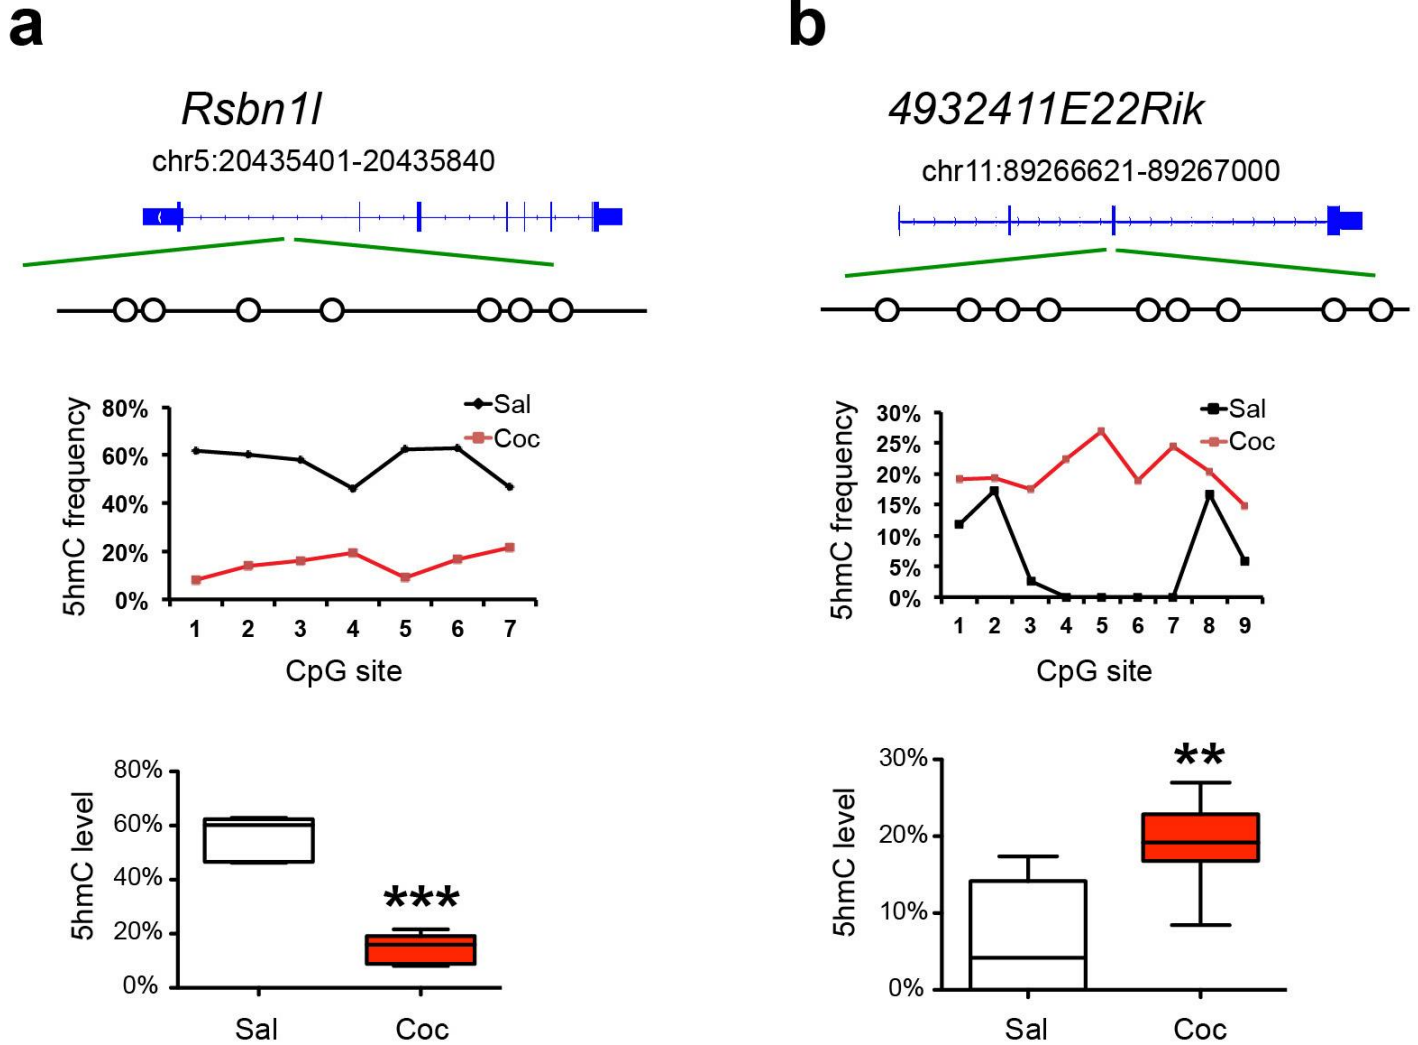 a
Rsbn1l
chr5:20435401-20435840
80%
60%
40%
20%
0%
5hmC frequency
Sal
Coc
1 2 3 4 5 6 7
CpG site
80%
60%
40%
20%
0%
5hmC level
***
Sal Coc
b
4932411E22Rik
chr11:89266621-89267000
30%
25%
20%
15%
10%
5%
0%
5hmC frequency
Sal
Coc
1 2 3 4 5 6 7 8 9
CpG site
30%
20%
10%
0%
5hmC level
**
Sal Coc